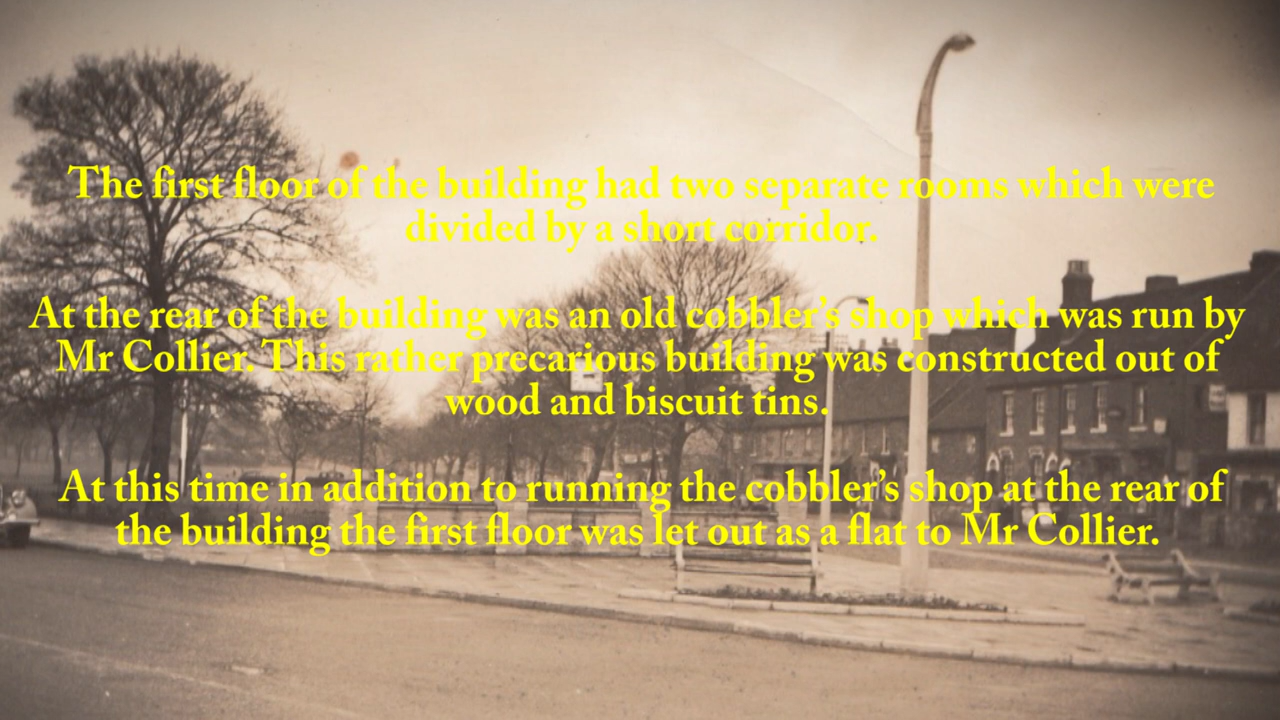 The first floor of the building had two separate rooms which were
divided by a short corridor.
At the rear of the building was an old cobbler’s shop which was run by
Mr Collier. This rather precarious building was constructed out of
wood and biscuit tins.
At this time in addition to running the cobbler’s shop at the rear of
the building the first floor was let out as a flat to Mr Collier.